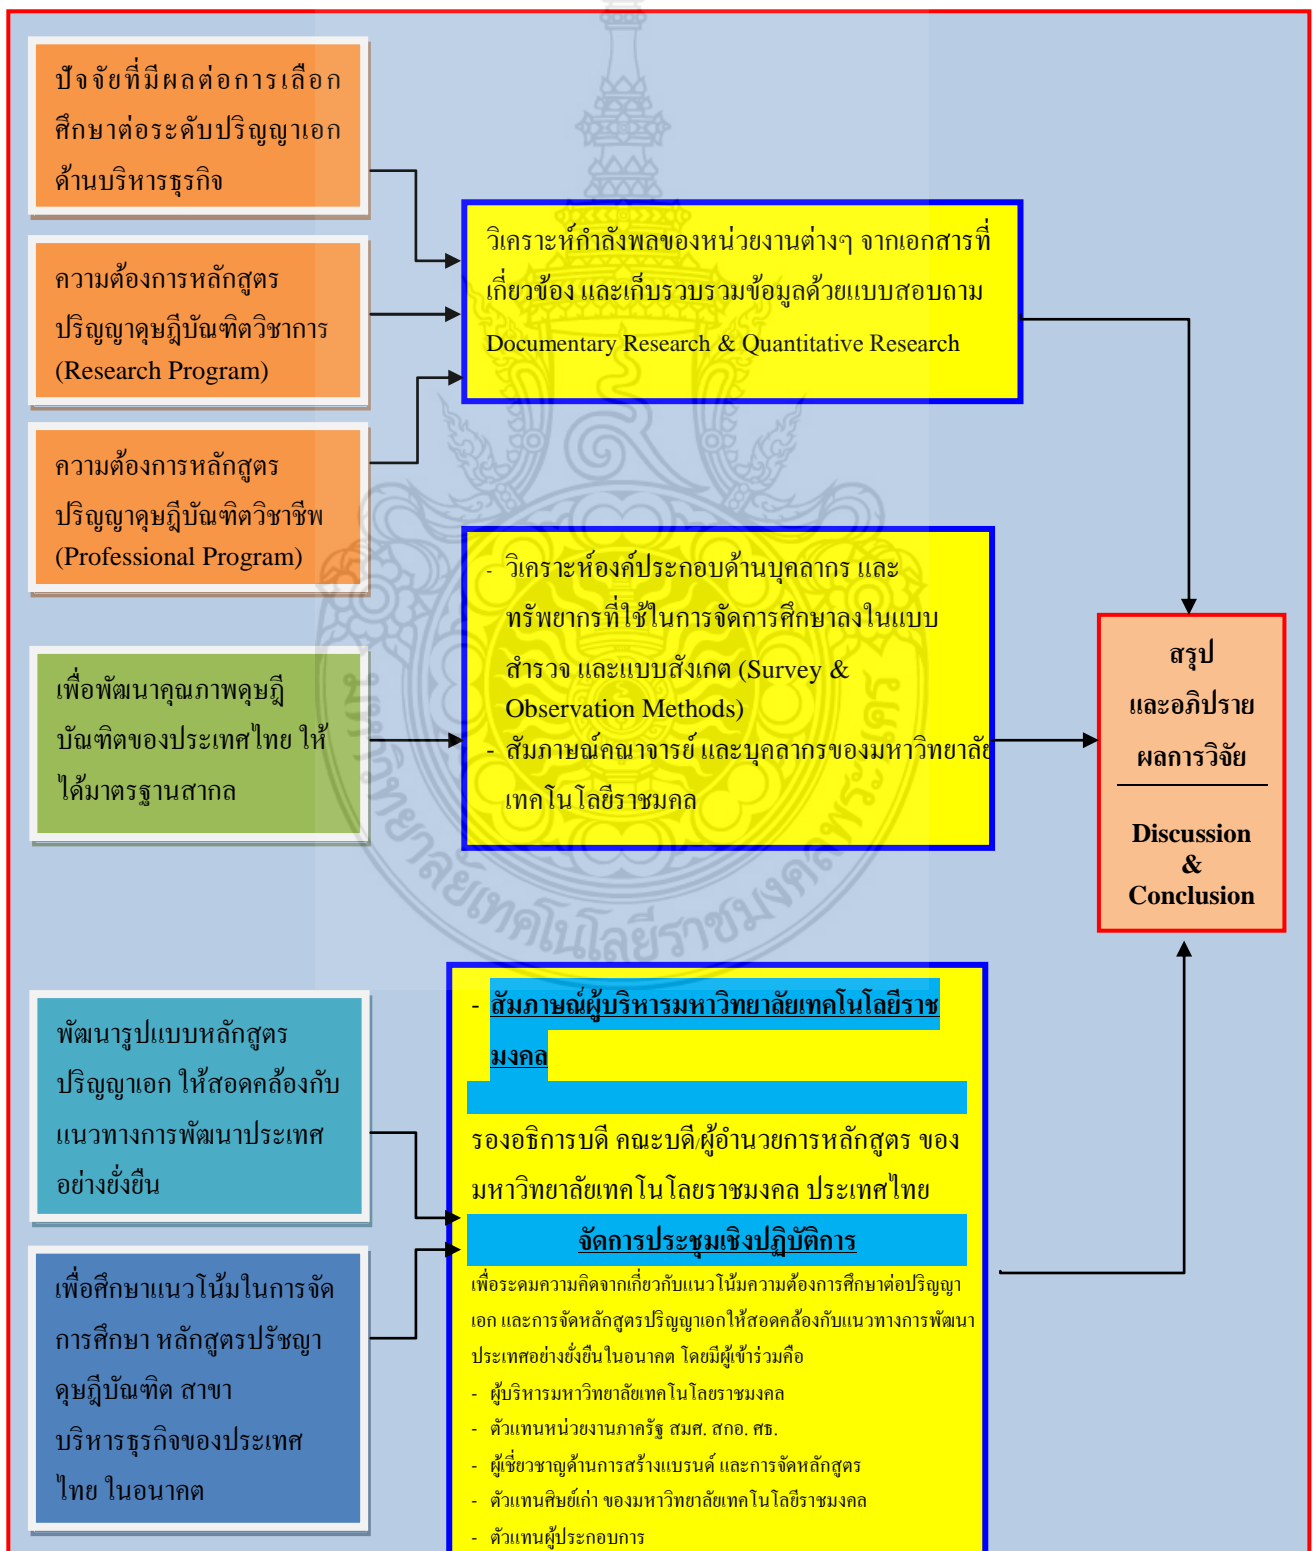 ปัจจัยที่มีผลต่อการเลือก
ศึกษาต่อระดับปริญญาเอก
ด้านบริหารธุรกิจ
ความต้องการหลักสูตร
ปริญญาดุษฎีบัณฑิตวิชาการ
(Research Program)
ความต้องการหลักสูตร
ปริญญาดุษฎีบัณฑิตวิชาชีพ
(Professional Program)
เพื่อพัฒนาคุณภาพดุษฎี
บัณฑิตของประเทศไทย ให้
ได้มาตรฐานสากล
พัฒนารูปแบบหลักสูตร
ปริญญาเอก ให้สอดคล้องกับ
แนวทางการพัฒนาประเทศ
อย่างยั่งยืน
เพื่อศึกษาแนวโน้มในการจัด
การศึกษา หลักสูตรปรัชญา
ดุษฎีบัณฑิต สาขา
บริหารธุรกิจของประเทศ
ไทย ในอนาคต
วิเคราะห์กำลังพลของหน่วยงานต่างๆ จากเอกสารที่
เกี่ยวข้อง และเก็บรวบรวมข้อมูลด้วยแบบสอบถาม
Documentary Research & Quantitative Research
- วิเคราะห์องค์ประกอบด้านบุคลากร และ
ทรัพยากรที่ใช้ในการจัดการศึกษาลงในแบบ
สำรวจ และแบบสังเกต (Survey &
Observation Methods)
- สัมภาษณ์คณาจารย์ และบุคลากรของมหาวิทยาลัย
เทคโนโลยีราชมคล
- สัมภาษณ์ผู้บริหารมหาวิทยาลัยเทคโนโลยีราช
มงคล
รองอธิการบดี คณะบดี/ผู้อำนวยการหลักสูตร ของ
มหาวิทยาลัยเทคโนโลยราชมงคล ประเทศไทย
จัดการประชุมเชิงปฏิบัติการ
เพื่อระดมความคิดจากเกี่ยวกับแนวโน้มความต้องการศึกษาต่อปริญญา
เอก และการจัดหลักสูตรปริญญาเอกให้สอดคล้องกับแนวทางการพัฒนา
ประเทศอย่างยั่งยืนในอนาคต โดยมีผู้เข้าร่วมคือ
- ผู้บริหารมหาวิทยาลัยเทคโนโลยราชมงคล
- ตัวแทนหน่วยงานภาครัฐ สมศ. สกอ. ศธ.
- ผู้เชี่ยวชาญด้านการสร้างแบรนด์ และการจัดหลักสูตร
- ตัวแทนศิษย์เก่า ของมหาวิทยาลัยเทคโนโลยีราชมงคล
- ตัวแทนผู้ประกอบการ
สรุป
และอภิปราย
ผลการวิจัย
Discussion
&
Conclusion
มหาวิทยาลัยเทคโนโลยีราชมงคลพระนคร